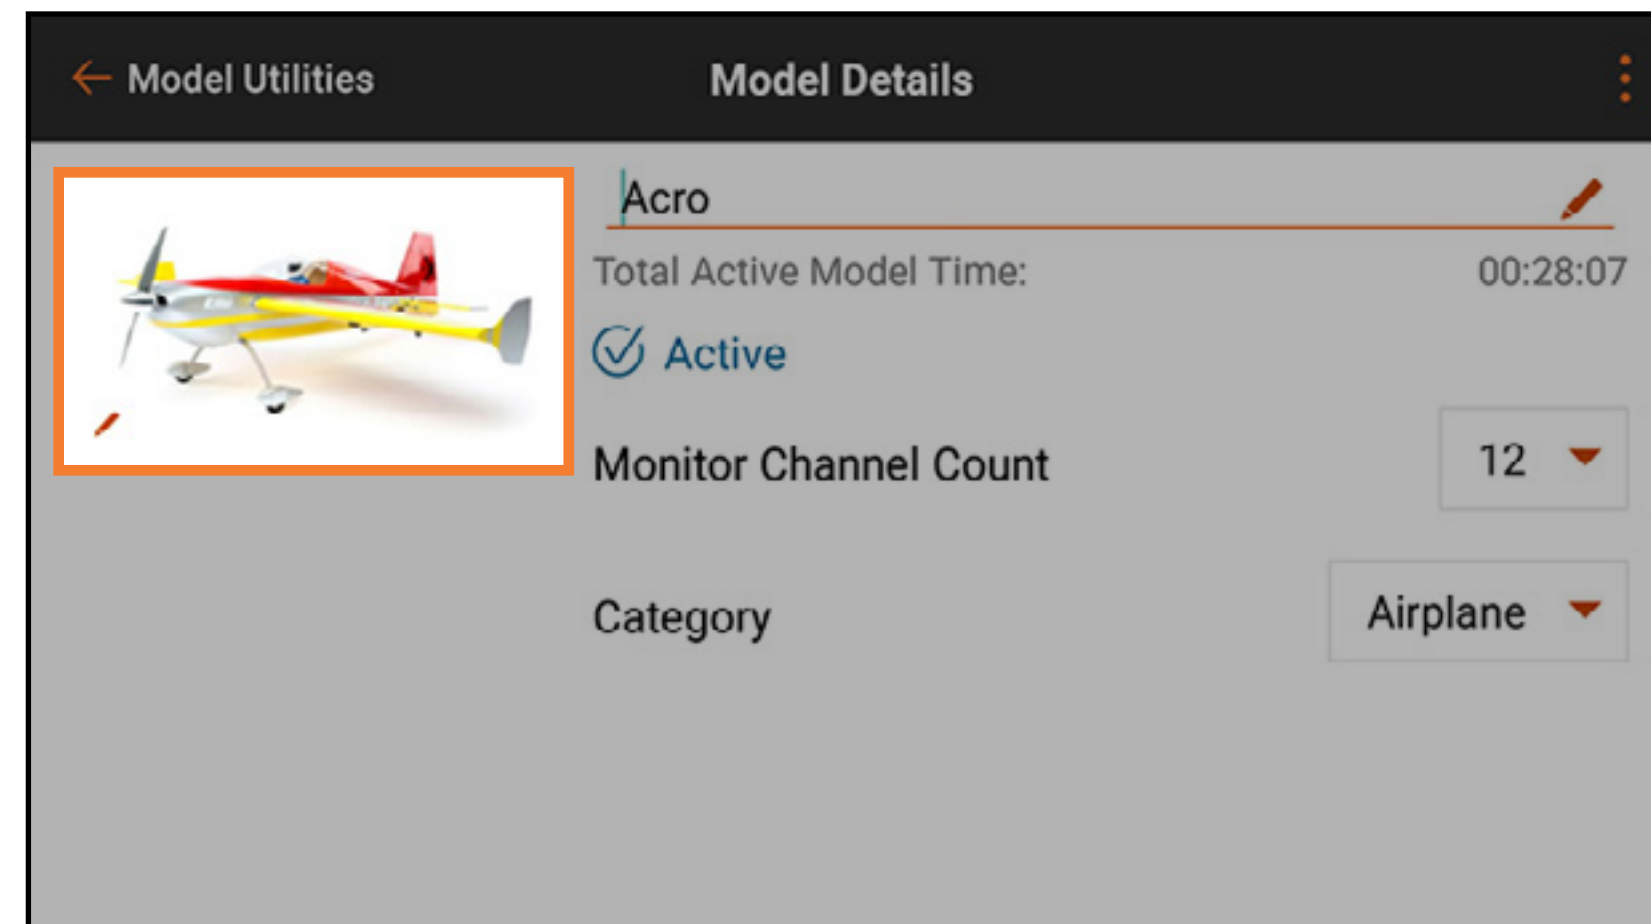 Model Utilities
Model Details
Acro
Total Active Model Time: 00:28:07
Active
Monitor Channel Count 12
Category Airplane